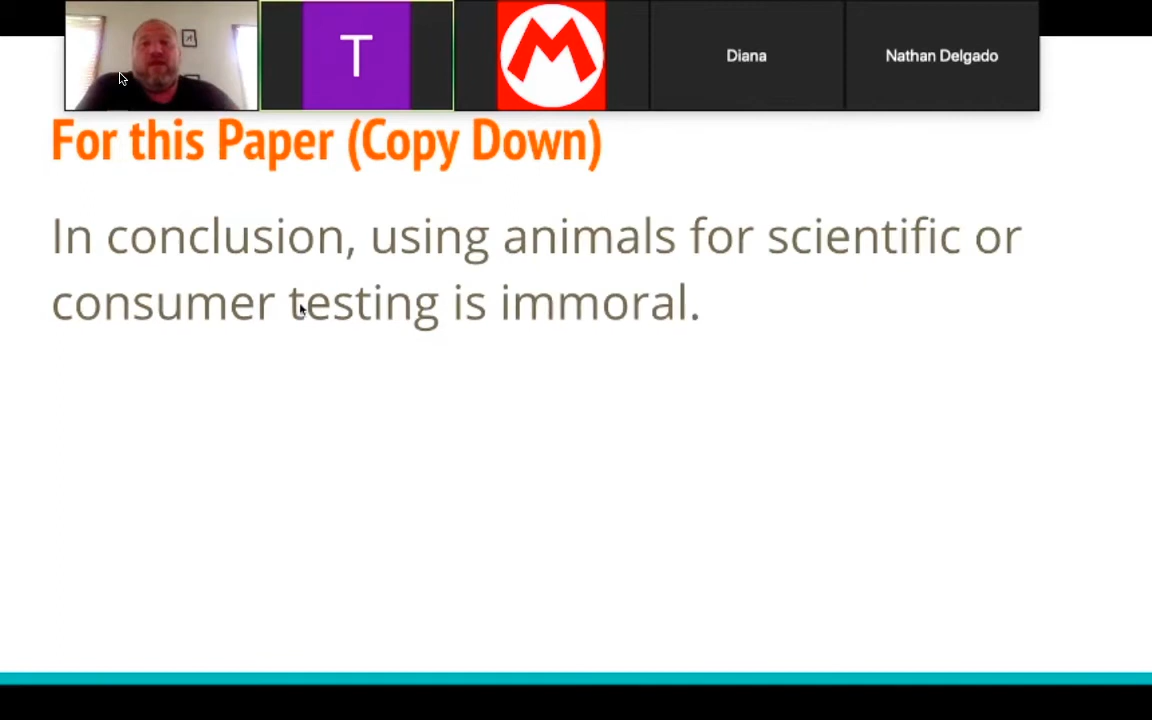 T
M
Diana
Nathan Delgado
For this Paper (Copy Down)
In conclusion, using animals for scientific or
consumer testing is immoral.